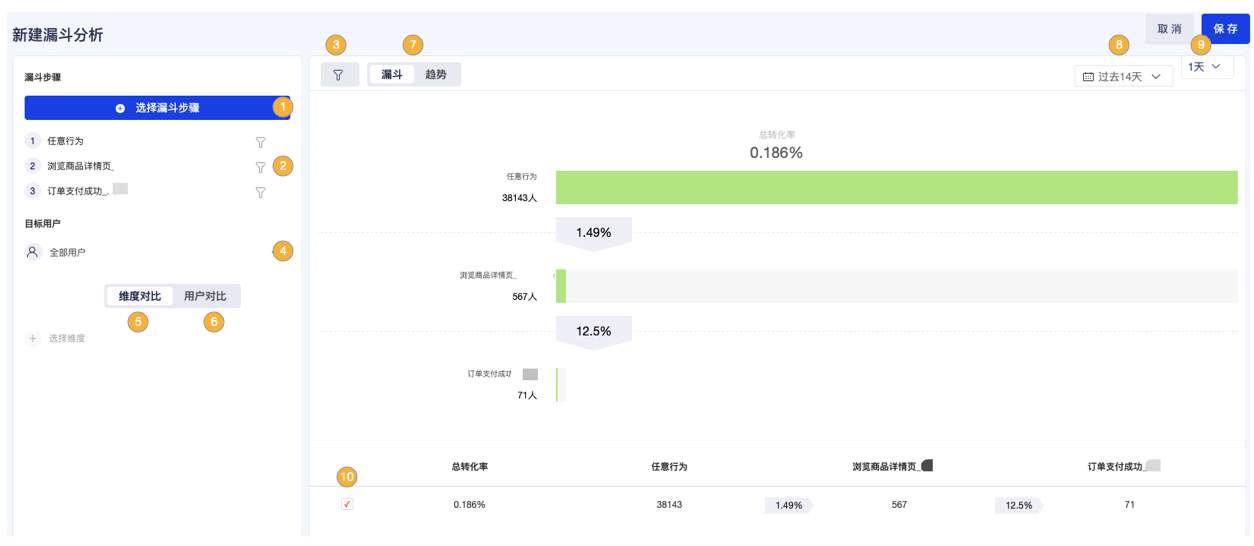 新建漏斗分析
取消
保存
漏斗步骤
3
7
8
9
漏斗
趋势
过去14天
1天
选择漏斗步骤
1
1 任意行为
2 浏览商品详情页_
2
3 订单支付成功_.
目标用户
全部用户
4
维度对比
用户对比
5
6
选择维度
总转化率
0.186%
任意行为
38143人
1.49%
浏览商品详情页_
567人
12.5%
订单支付成功
71人
10
总转化率 任意行为 浏览商品详情页_ 订单支付成功_
0.186% 38143 1.49% 567 12.5% 71